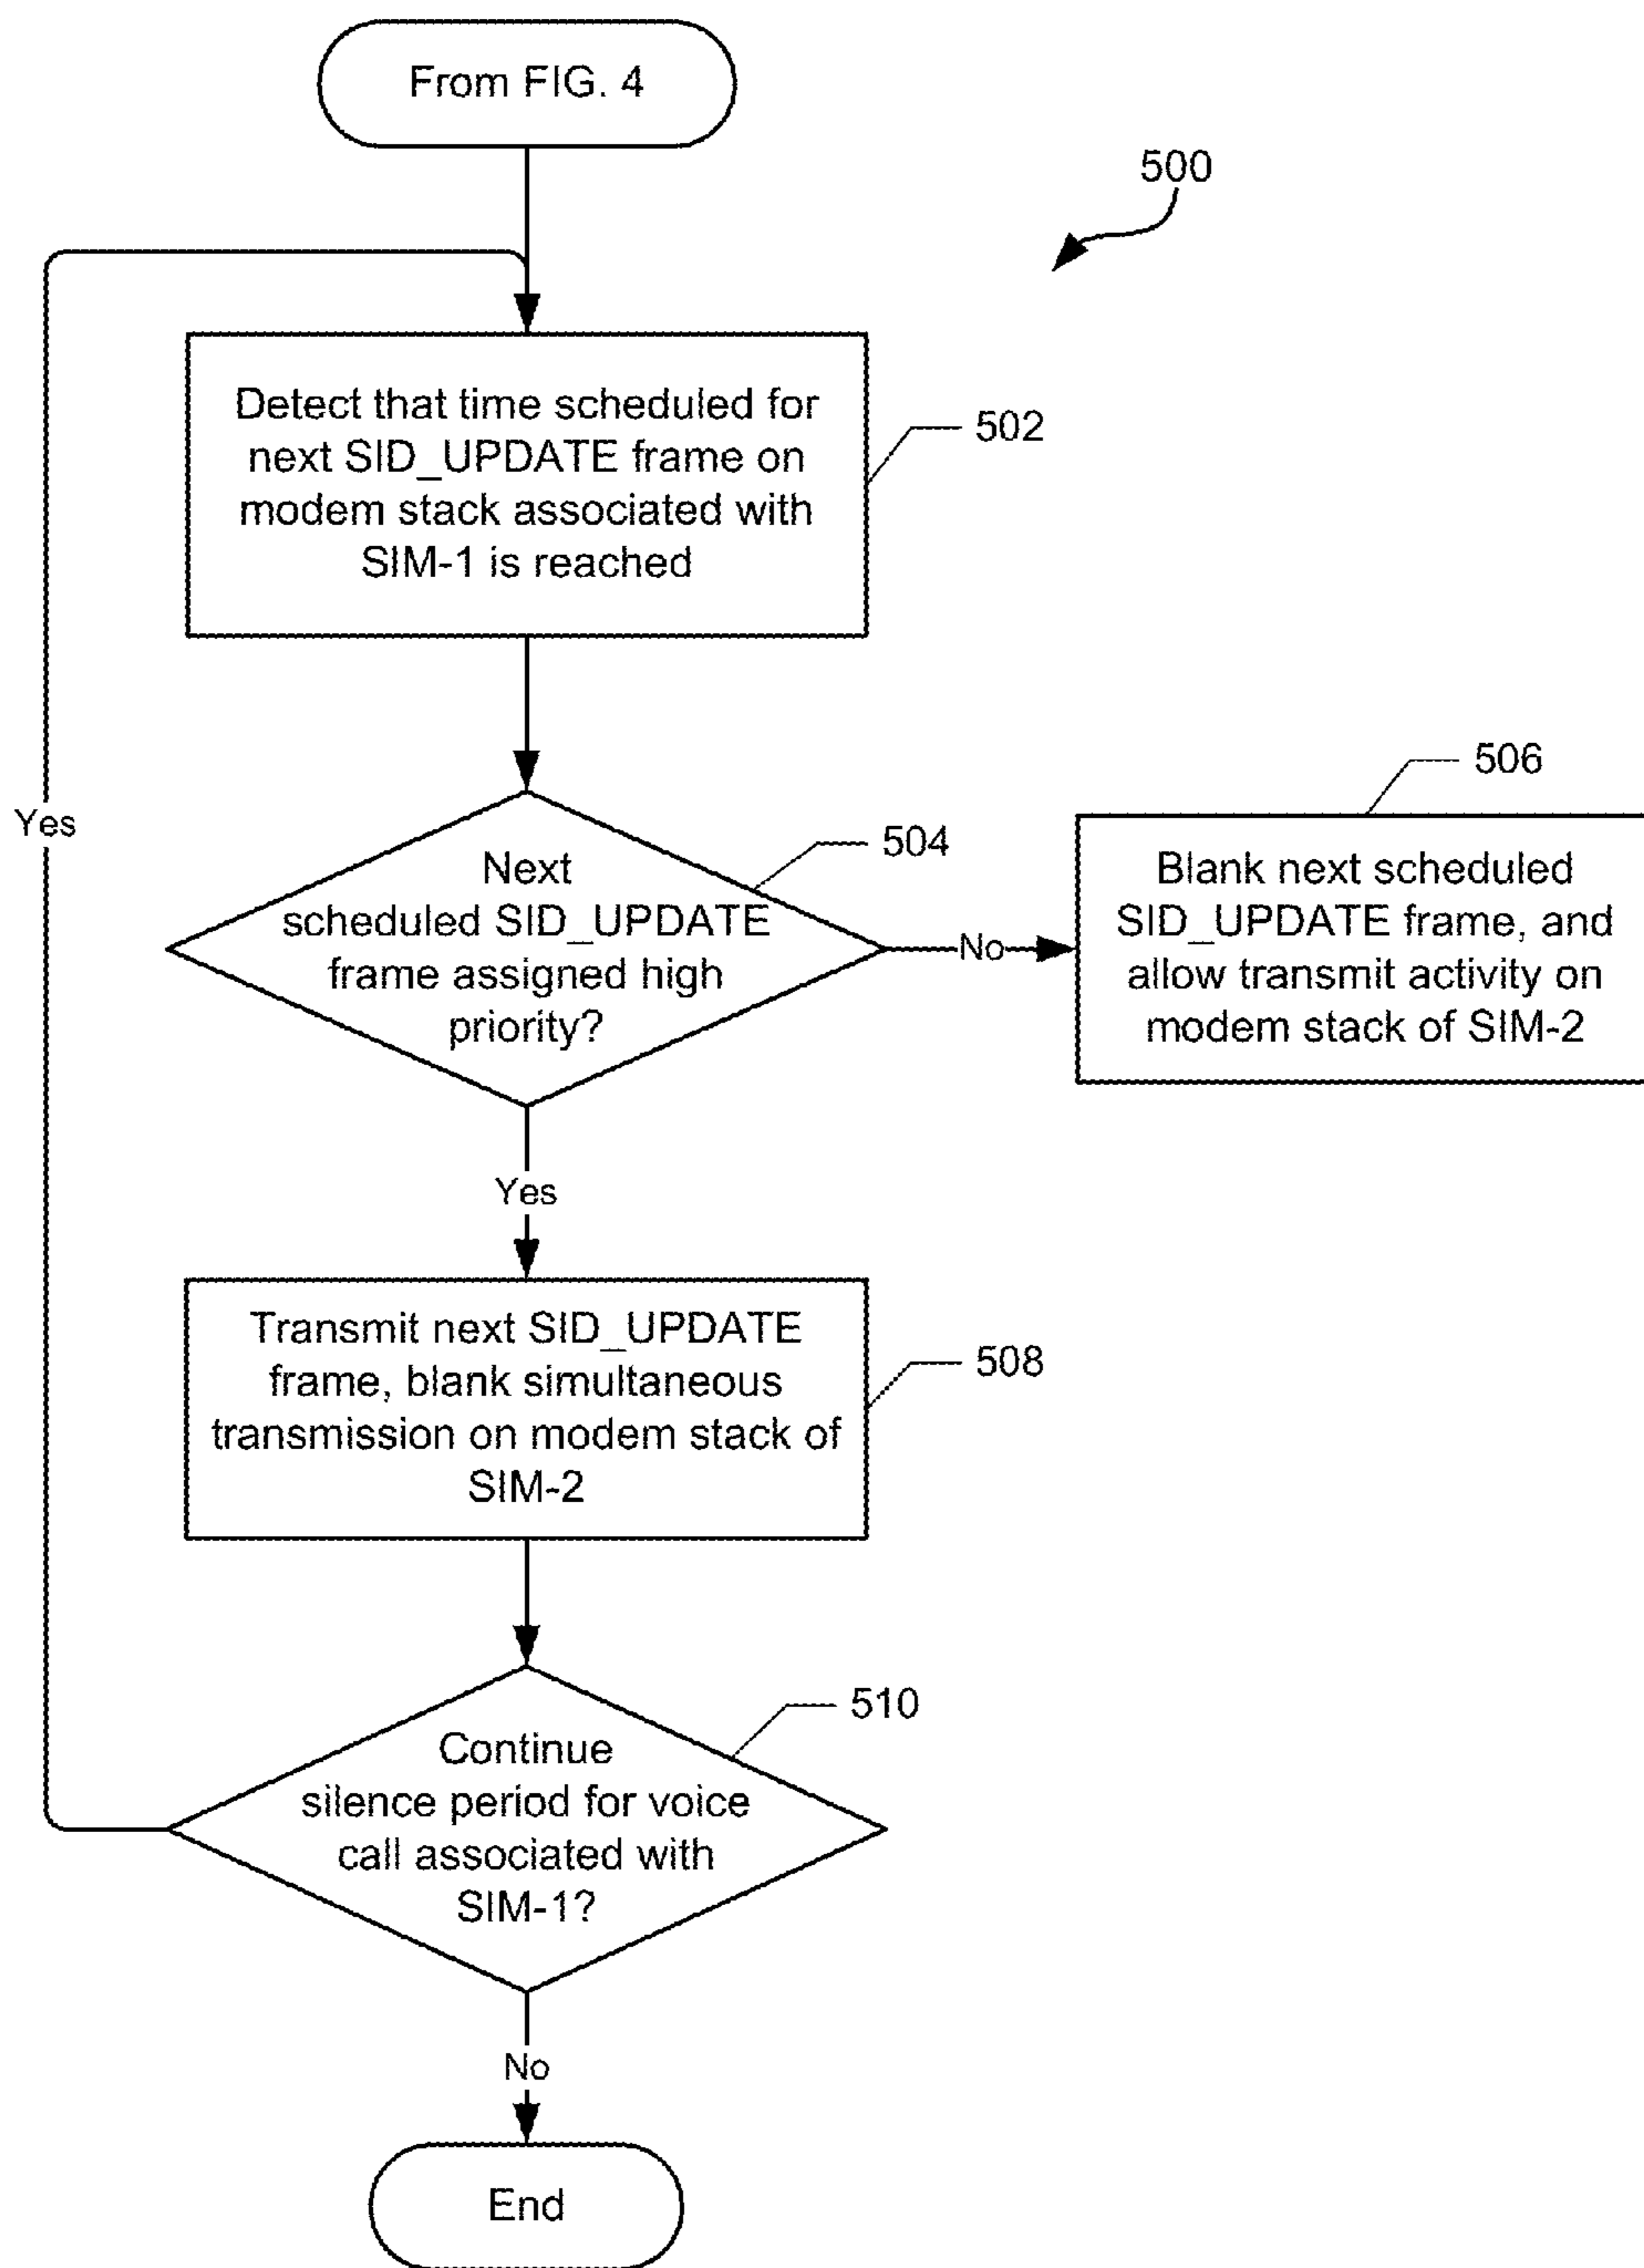 From FIG. 4
500
Detect that time scheduled for
next SID_UPDATE frame on
modem stack associated with
SIM-1 is reached
502
Yes
Next
scheduled SID_UPDATE
frame assigned high
priority?
504
No
506
Blank next scheduled
SID_UPDATE frame, and
allow transmit activity on
modem stack of SIM-2
Yes
Transmit next SID_UPDATE
frame, blank simultaneous
transmission on modem stack of
SIM-2
508
Continue
silence period for voice
call associated with
SIM-1?
510
No
End